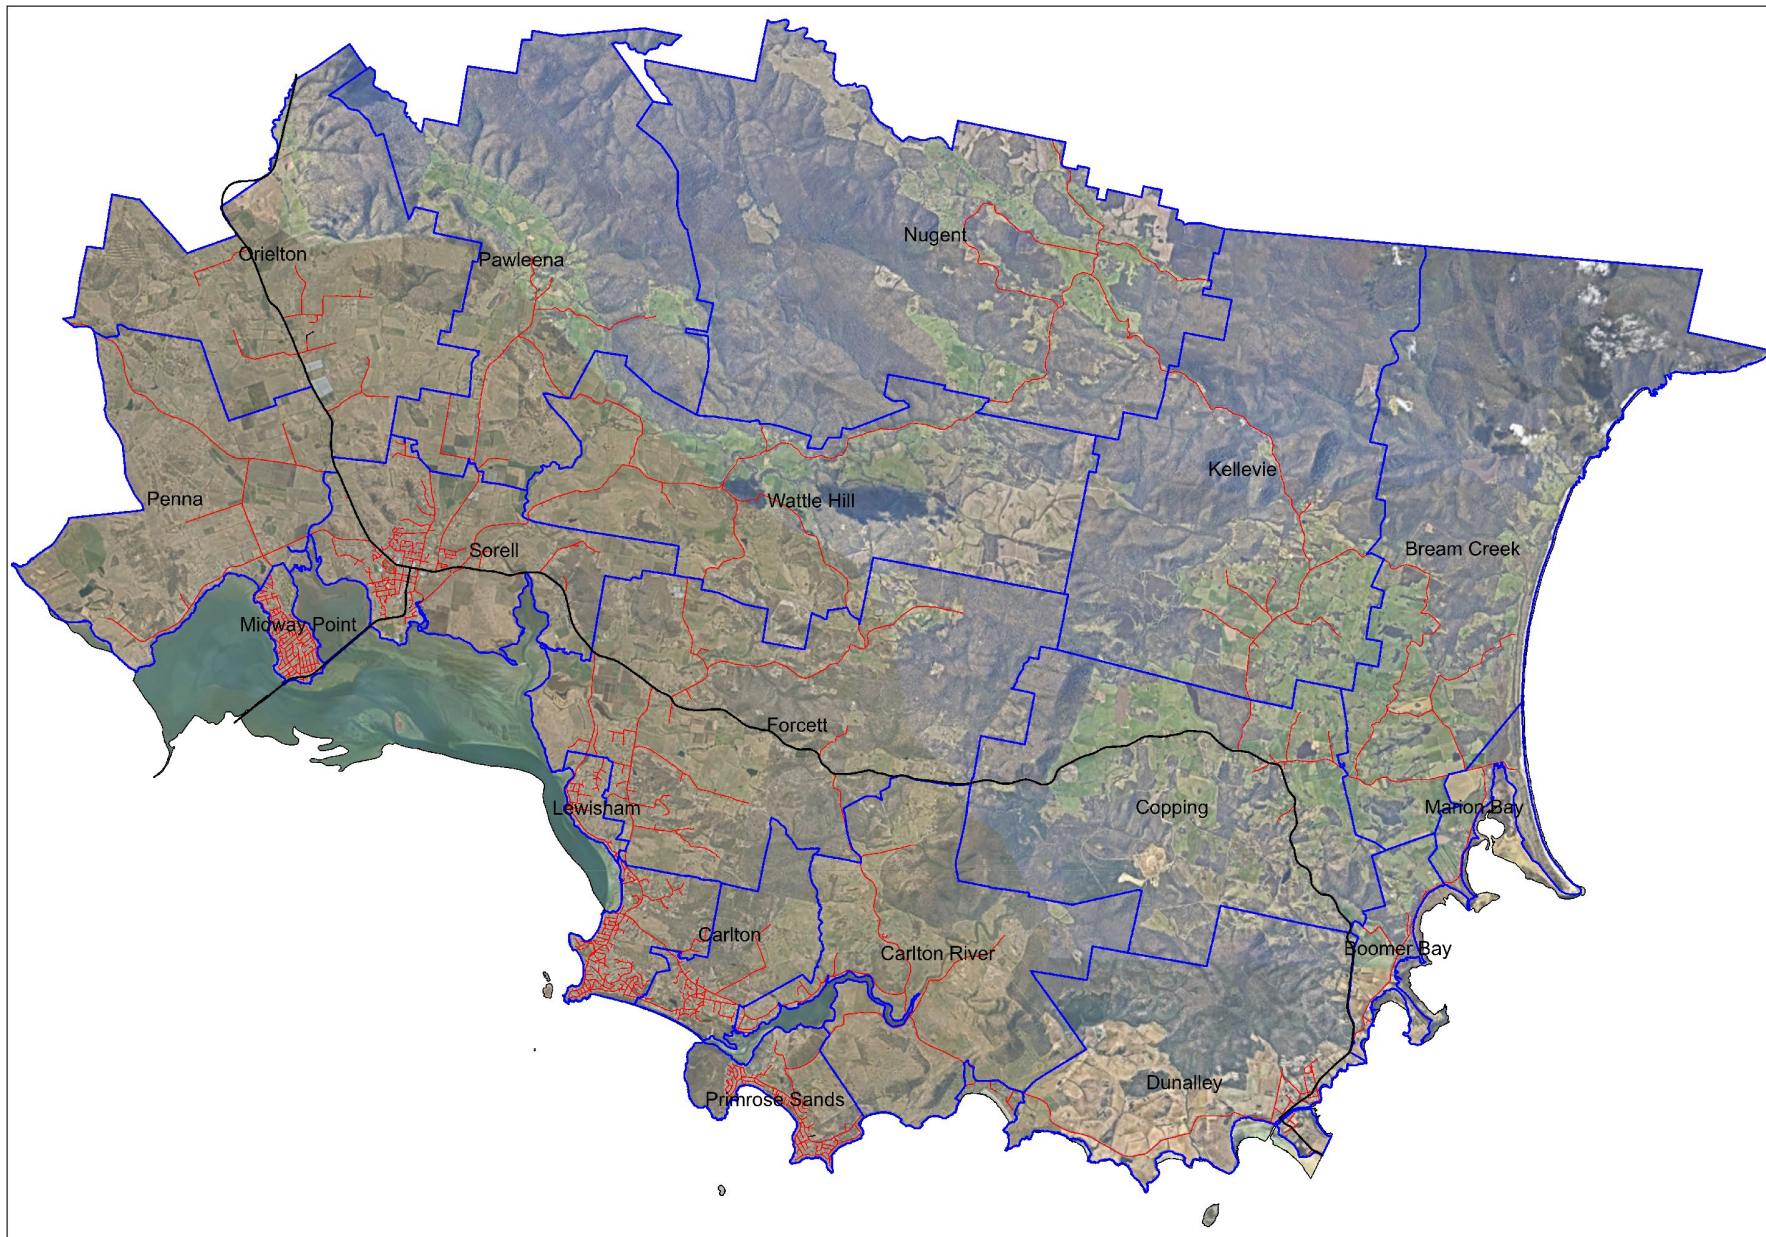 Nugent
Orielton
Pawleena
Kellevie
Penna
Wattle Hill
Sorell
Bream Creek
Midway Point
Forcett
Lewisham
Copping
Marion Bay
Carlton
Carlton River
Boomer Bay
Dunalley
Primrose Sands